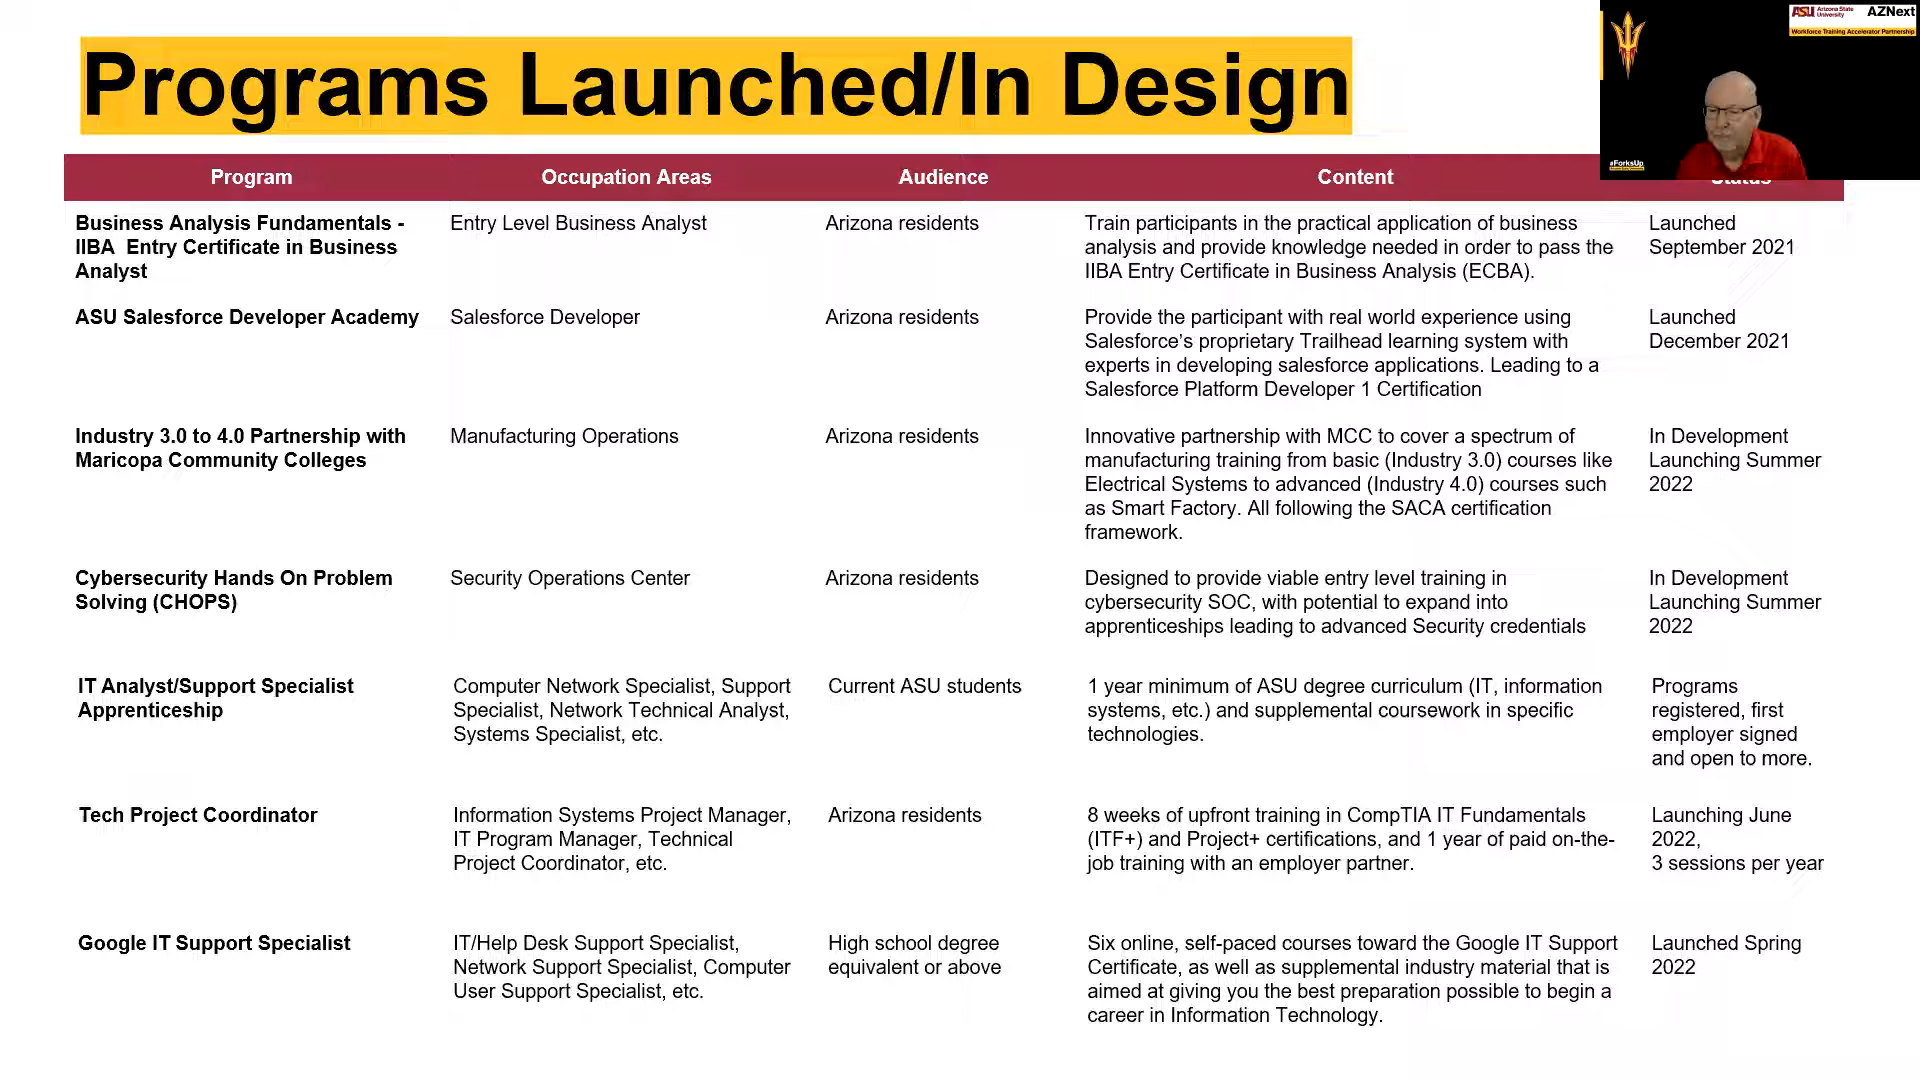 ASU Arizona State University AZNext
Workforce Training Accelerator Partnership
#ForksUp
Programs Launched/In Design
Program Occupation Areas Audience Content Status
Business Analysis Fundamentals -
IIBA Entry Certificate in Business
Analyst
Entry Level Business Analyst
Arizona residents
Train participants in the practical application of business
analysis and provide knowledge needed in order to pass the
IIBA Entry Certificate in Business Analysis (ECBA).
Launched
September 2021
ASU Salesforce Developer Academy
Salesforce Developer
Arizona residents
Provide the participant with real world experience using
Salesforce's proprietary Trailhead learning system with
experts in developing salesforce applications. Leading to a
Salesforce Platform Developer 1 Certification
Launched
December 2021
Industry 3.0 to 4.0 Partnership with
Maricopa Community Colleges
Manufacturing Operations
Arizona residents
Innovative partnership with MCC to cover a spectrum of
manufacturing training from basic (Industry 3.0) courses like
Electrical Systems to advanced (Industry 4.0) courses such
as Smart Factory. All following the SACA certification
framework.
In Development
Launching Summer
2022
Cybersecurity Hands On Problem
Solving (CHOPS)
Security Operations Center
Arizona residents
Designed to provide viable entry level training in
cybersecurity SOC, with potential to expand into
apprenticeships leading to advanced Security credentials
In Development
Launching Summer
2022
IT Analyst/Support Specialist
Apprenticeship
Computer Network Specialist, Support
Specialist, Network Technical Analyst,
Systems Specialist, etc.
Current ASU students
1 year minimum of ASU degree curriculum (IT, information
systems, etc.) and supplemental coursework in specific
technologies.
Programs
registered, first
employer signed
and open to more.
Tech Project Coordinator
Information Systems Project Manager,
IT Program Manager, Technical
Project Coordinator, etc.
Arizona residents
8 weeks of upfront training in CompTIA IT Fundamentals
(ITF+) and Project+ certifications, and 1 year of paid on-the-
job training with an employer partner.
Launching June
2022,
3 sessions per year
Google IT Support Specialist
IT/Help Desk Support Specialist,
Network Support Specialist, Computer
User Support Specialist, etc.
High school degree
equivalent or above
Six online, self-paced courses toward the Google IT Support
Certificate, as well as supplemental industry material that is
aimed at giving you the best preparation possible to begin a
career in Information Technology.
Launched Spring
2022